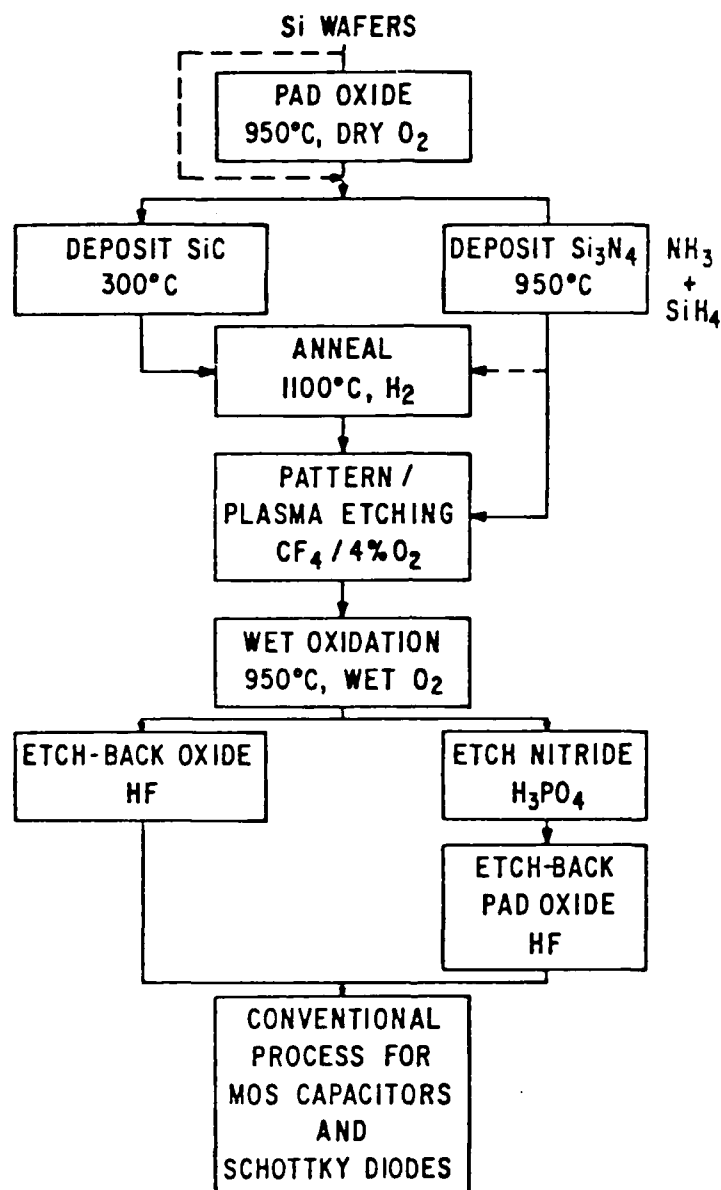 Si WAFERS
PAD OXIDE
950°C, DRY O₂
DEPOSIT SiC
300°C
DEPOSIT Si₃N₄
950°C
NH₃
+
SiH₄
ANNEAL
1100°C, H₂
PATTERN /
PLASMA ETCHING
CF₄ / 4% O₂
WET OXIDATION
950°C, WET O₂
ETCH-BACK OXIDE
HF
ETCH NITRIDE
H₃PO₄
ETCH-BACK
PAD OXIDE
HF
CONVENTIONAL
PROCESS FOR
MOS CAPACITORS
AND
SCHOTTKY DIODES